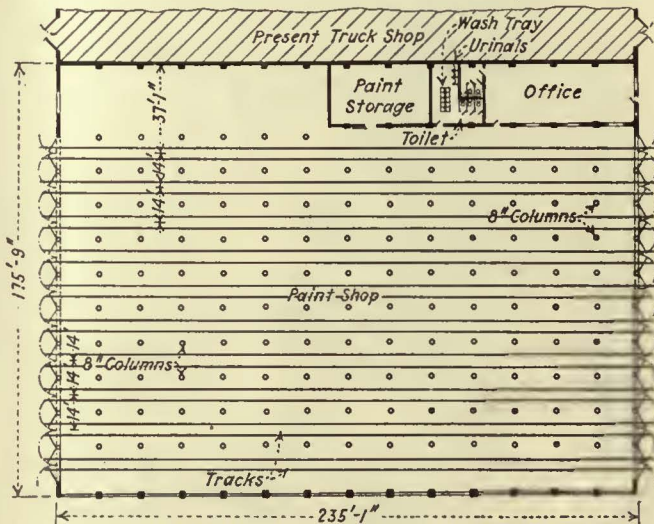 Wash Tray
Urinals
Present Truck Shop
Paint
Storage
Office
Toilet
37'-1"
14'
14'
8"Columns
175'-9"
Paint-Shop
14'
14'
14'
8"Columns
Tracks
235'-1"